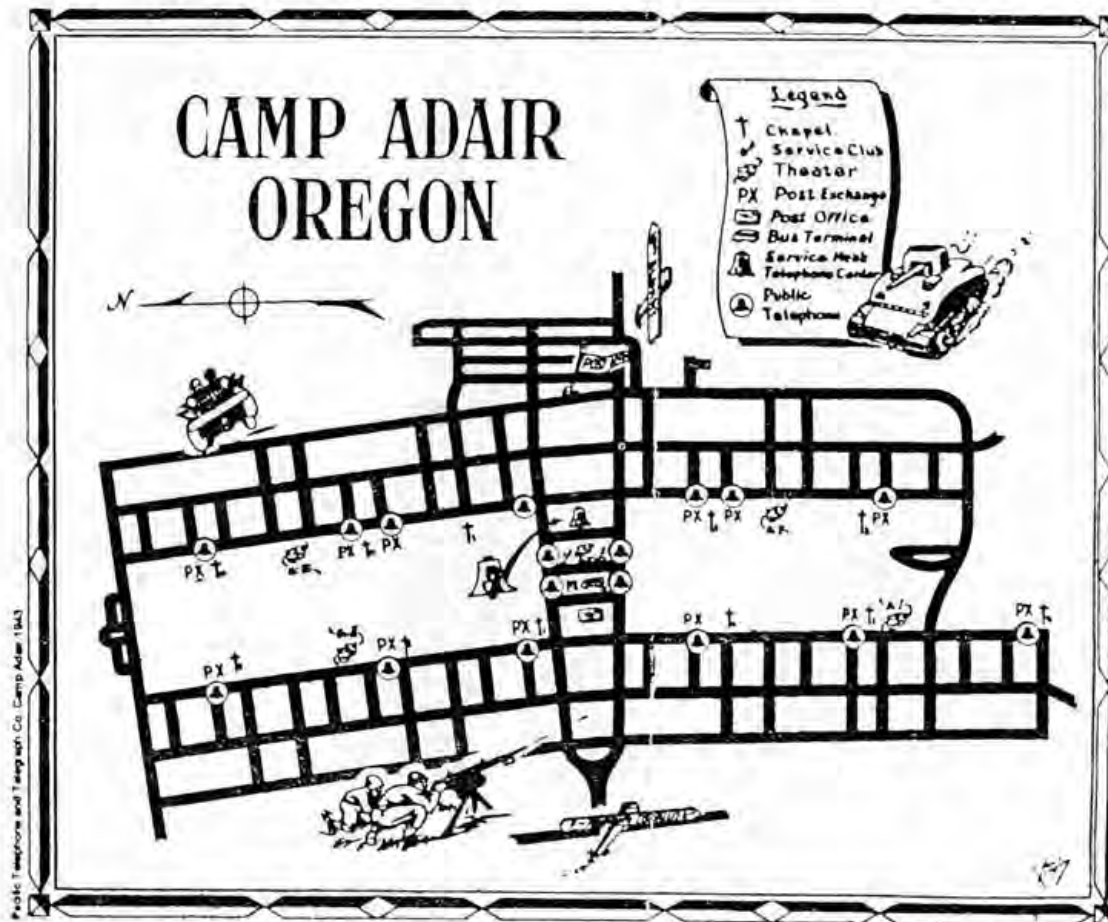 CAMP ADAIR
OREGON
Legend
Chapel
Service Club
Theater
PX Post Exchange
Post Office
Bus Terminal
Service Men's
Telephone Center
Public
Telephone
N
PX
PX
PX
PX
PX
PX
PX
PX
PX
PX
PX
PX
Pacific Telephone and Telegraph Co. Camp Adair 1943